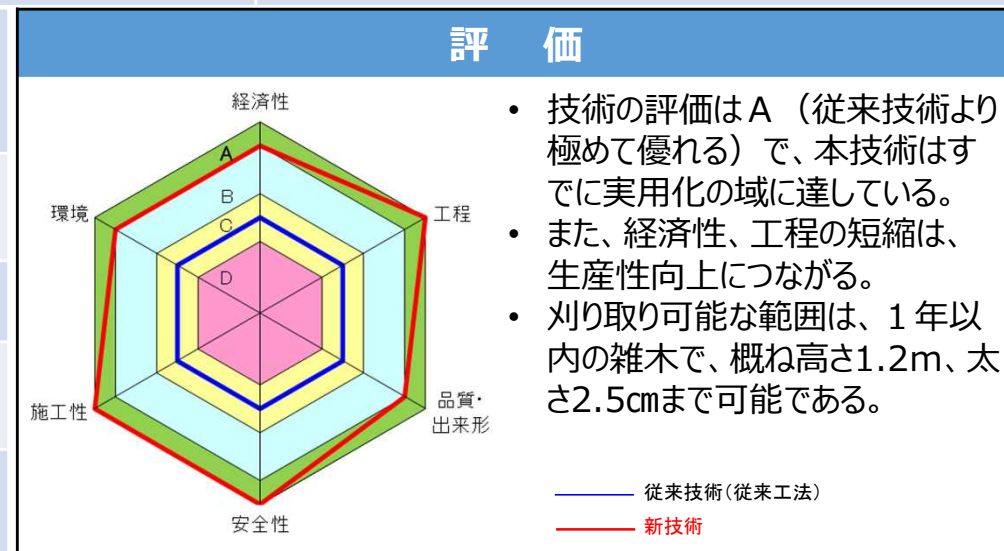 評 価
経済性
A
B
C
D
環境
工程
施工性
品質・
出来形
安全性
• 技術の評価はA（従来技術より
極めて優れる）で、本技術はす
でに実用化の域に達している。
• また、経済性、工程の短縮は、
生産性向上につながる。
• 刈り取り可能な範囲は、1年以
内の雑木で、概ね高さ1.2m、太
さ2.5㎝まで可能である。
従来技術(従来工法)
新技術